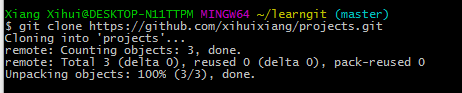 Xiang Xihui@DESKTOP-N11TTPM MINGW64 ~/learngit (master)
$ git clone https://github.com/xihuixiang/projects.git
Cloning into 'projects'...
remote: Counting objects: 3, done.
remote: Total 3 (delta 0), reused 0 (delta 0), pack-reused 0
Unpacking objects: 100% (3/3), done.